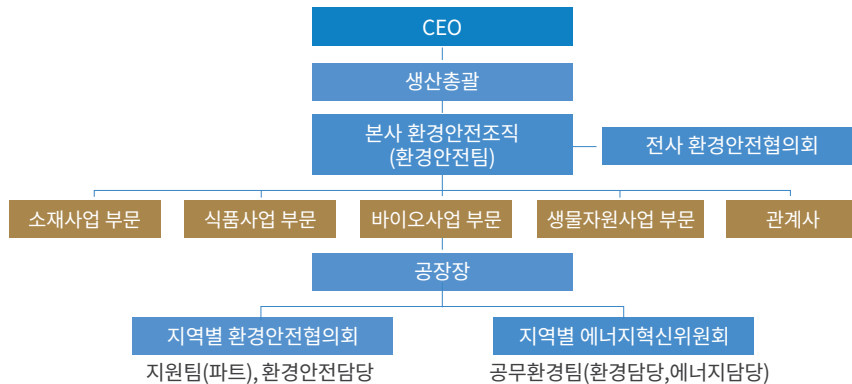 CEO
생산총괄
본사 환경안전조직
(환경안전팀)
전사 환경안전협의회
소재사업 부문
식품사업 부문
바이오사업 부문
생물자원사업 부문
관계사
공장장
지역별 환경안전협의회
지역별 에너지혁신위원회
지원팀(파트), 환경안전담당
공무환경팀(환경담당,에너지담당)